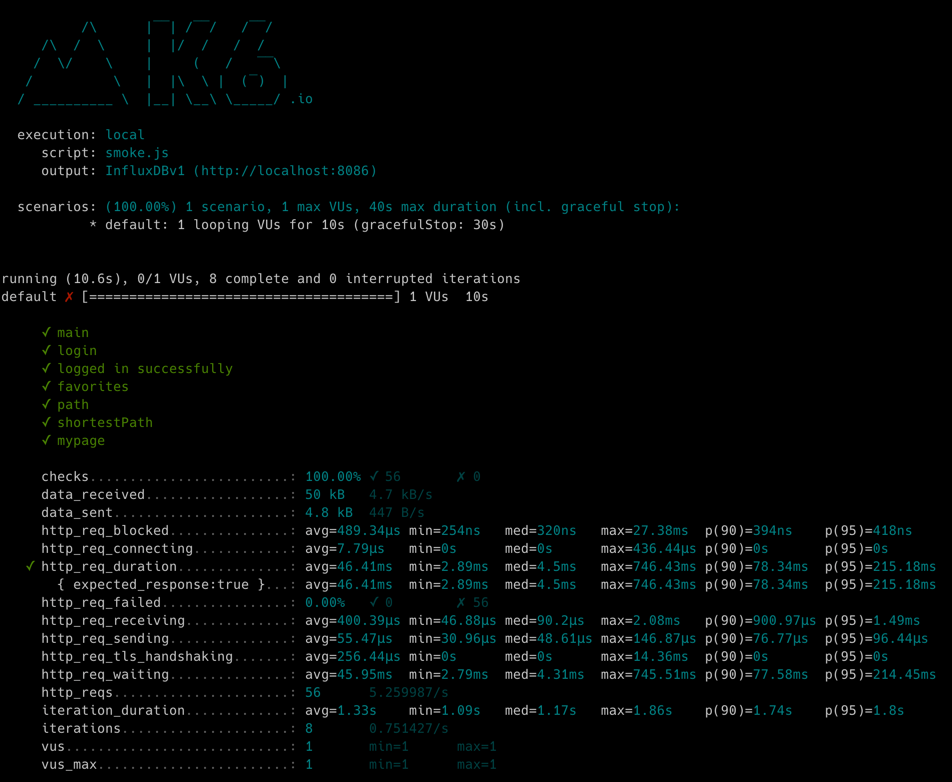 /\      |‾‾| /‾‾/   /‾‾/
     /\  /  \     |  |/  /   /  /
    /  \/    \    |     (   /   ‾‾\
   /          \   |  |\  \ |  (‾)  |
  / __________ \  |__| \__\ \_____/ .io
execution: local
script: smoke.js
output: InfluxDBv1 (http://localhost:8086)
scenarios: (100.00%) 1 scenario, 1 max VUs, 40s max duration (incl. graceful stop):
* default: 1 looping VUs for 10s (gracefulStop: 30s)
running (10.6s), 0/1 VUs, 8 complete and 0 interrupted iterations
default ✗ [======================================] 1 VUs  10s
✓ main
✓ login
✓ logged in successfully
✓ favorites
✓ path
✓ shortestPath
✓ mypage
checks.........................: 100.00% ✓ 56       ✗ 0
data_received..................: 50 kB   4.7 kB/s
data_sent......................: 4.8 kB  447 B/s
http_req_blocked...............: avg=489.34µs min=254ns   med=320ns   max=27.38ms  p(90)=394ns    p(95)=418ns
http_req_connecting............: avg=7.79µs   min=0s      med=0s      max=436.44µs p(90)=0s       p(95)=0s
✓ http_req_duration..............: avg=46.41ms  min=2.89ms  med=4.5ms   max=746.43ms p(90)=78.34ms  p(95)=215.18ms
{ expected_response:true }...: avg=46.41ms  min=2.89ms  med=4.5ms   max=746.43ms p(90)=78.34ms  p(95)=215.18ms
http_req_failed................: 0.00%   ✓ 0        ✗ 56
http_req_receiving.............: avg=400.39µs min=46.88µs med=90.2µs  max=2.08ms   p(90)=900.97µs p(95)=1.49ms
http_req_sending...............: avg=55.47µs  min=30.96µs med=48.61µs max=146.87µs p(90)=76.77µs  p(95)=96.44µs
http_req_tls_handshaking.......: avg=256.44µs min=0s      med=0s      max=14.36ms  p(90)=0s       p(95)=0s
http_req_waiting...............: avg=45.95ms  min=2.79ms  med=4.31ms  max=745.51ms p(90)=77.58ms  p(95)=214.45ms
http_reqs......................: 56      5.259987/s
iteration_duration.............: avg=1.33s    min=1.09s   med=1.17s   max=1.86s    p(90)=1.74s    p(95)=1.8s
iterations.....................: 8       0.751427/s
vus............................: 1       min=1      max=1
vus_max........................: 1       min=1      max=1